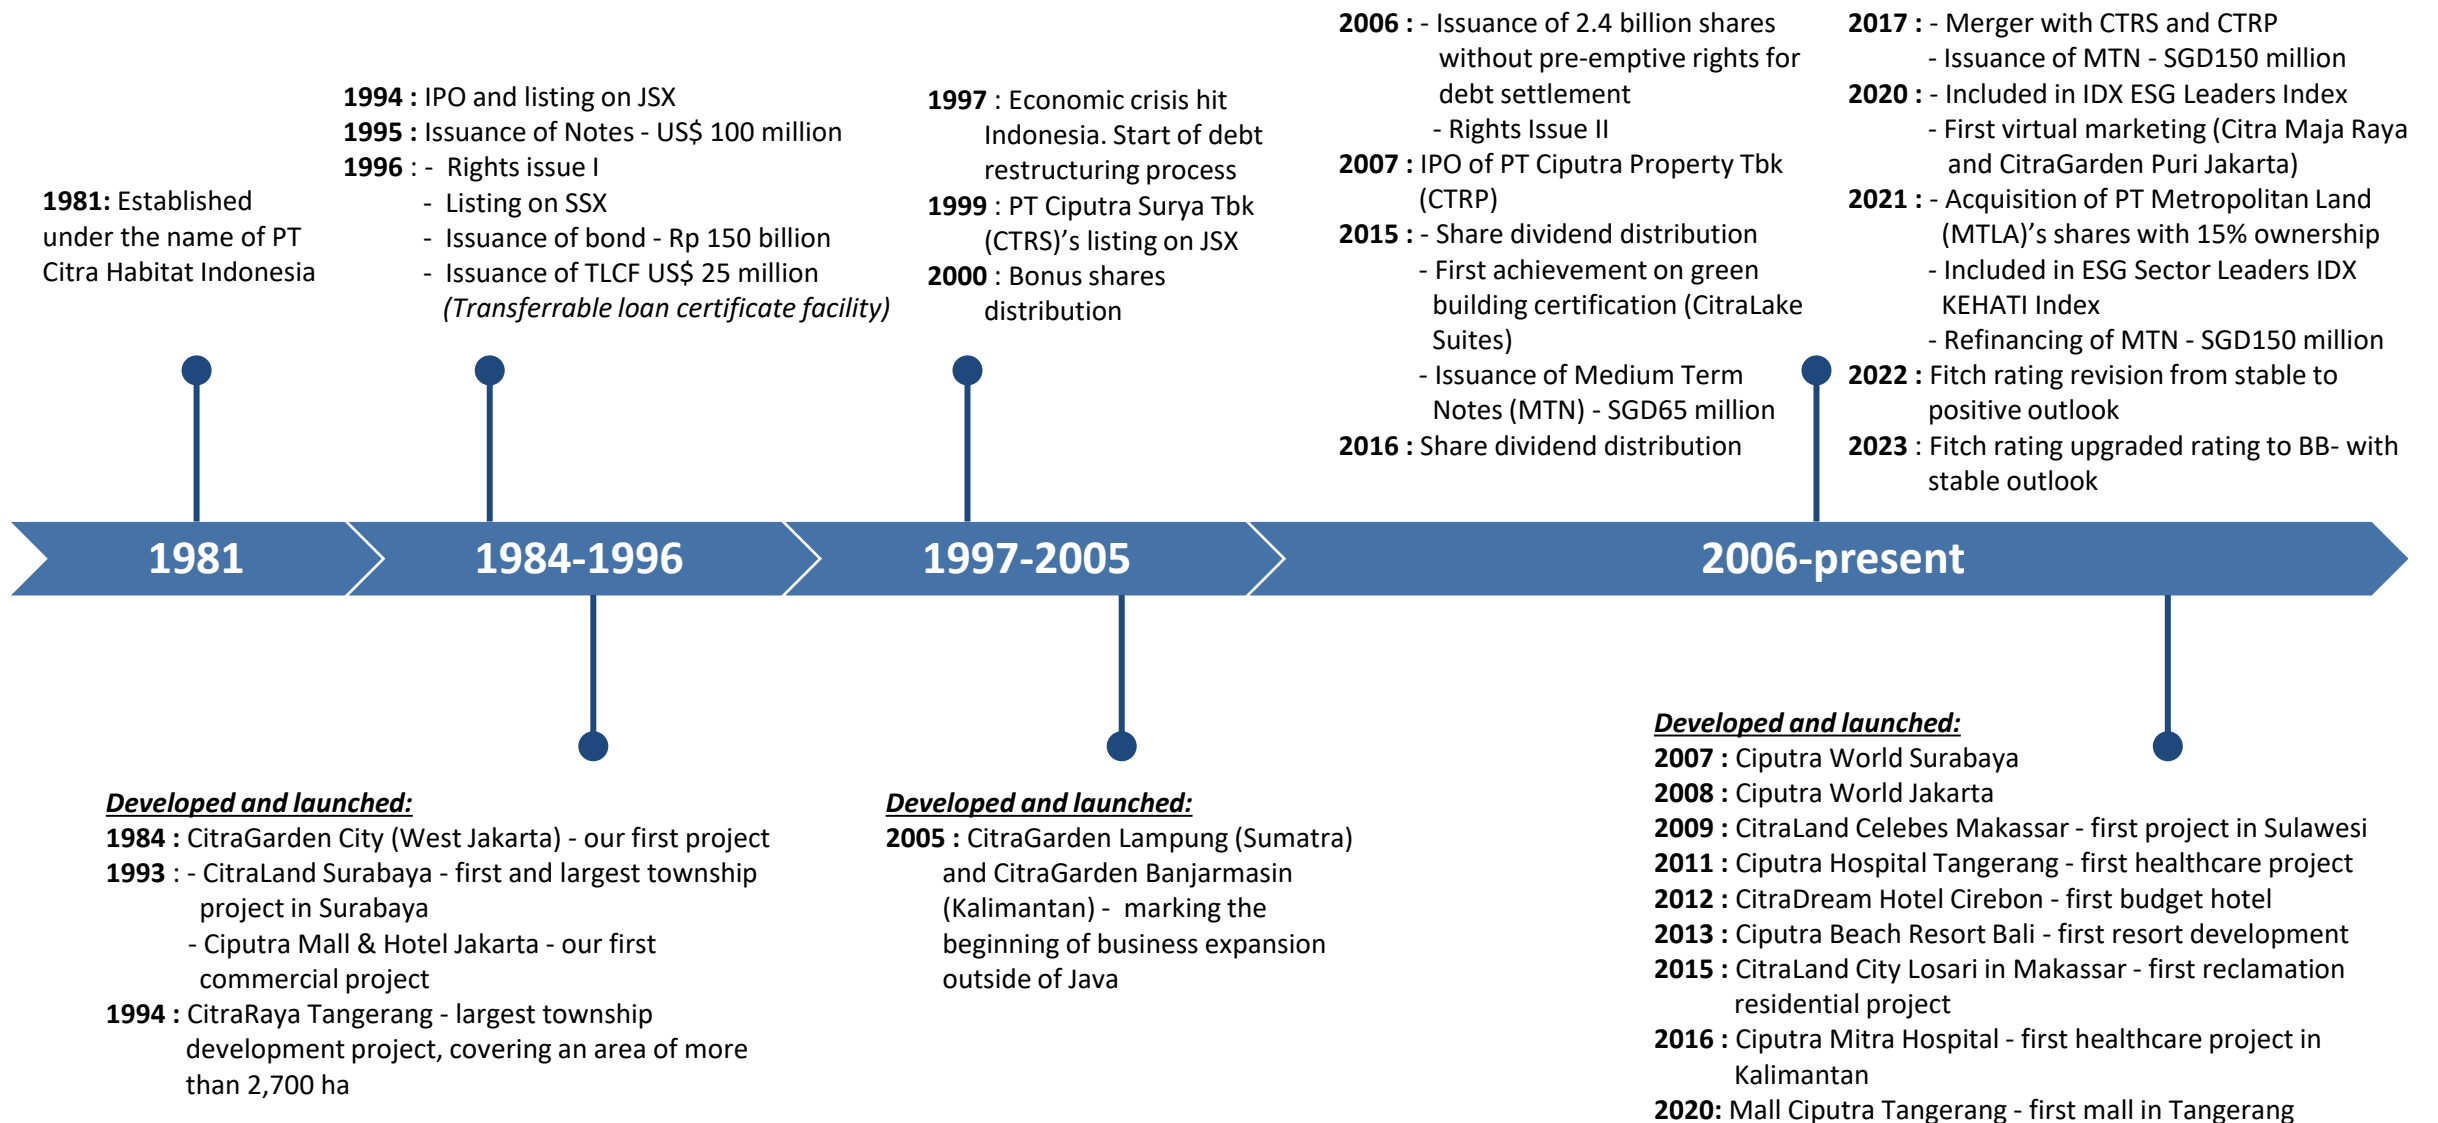 1981: Established
under the name of PT
Citra Habitat Indonesia
1994 : IPO and listing on JSX
1995 : Issuance of Notes - US$ 100 million
1996 : - Rights issue I
- Listing on SSX
- Issuance of bond - Rp 150 billion
- Issuance of TLCF US$ 25 million
(Transferrable loan certificate facility)
1997 : Economic crisis hit
Indonesia. Start of debt
restructuring process
1999 : PT Ciputra Surya Tbk
(CTRS)'s listing on JSX
2000 : Bonus shares
distribution
2006 : - Issuance of 2.4 billion shares
without pre-emptive rights for
debt settlement
- Rights Issue II
2007 : IPO of PT Ciputra Property Tbk
(CTRP)
2015 : - Share dividend distribution
- First achievement on green
building certification (CitraLake
Suites)
- Issuance of Medium Term
Notes (MTN) - SGD65 million
2016 : Share dividend distribution
2017 : - Merger with CTRS and CTRP
- Issuance of MTN - SGD150 million
2020 : - Included in IDX ESG Leaders Index
- First virtual marketing (Citra Maja Raya
and CitraGarden Puri Jakarta)
2021 : - Acquisition of PT Metropolitan Land
(MTLA)'s shares with 15% ownership
- Included in ESG Sector Leaders IDX
KEHATI Index
- Refinancing of MTN - SGD150 million
2022 : Fitch rating revision from stable to
positive outlook
2023 : Fitch rating upgraded rating to BB- with
stable outlook
1981
1984-1996
1997-2005
2006-present
Developed and launched:
1984 : CitraGarden City (West Jakarta) - our first project
1993 : - CitraLand Surabaya - first and largest township
project in Surabaya
- Ciputra Mall & Hotel Jakarta - our first
commercial project
1994 : CitraRaya Tangerang - largest township
development project, covering an area of more
than 2,700 ha
Developed and launched:
2005 : CitraGarden Lampung (Sumatra)
and CitraGarden Banjarmasin
(Kalimantan) - marking the
beginning of business expansion
outside of Java
Developed and launched:
2007 : Ciputra World Surabaya
2008 : Ciputra World Jakarta
2009 : CitraLand Celebes Makassar - first project in Sulawesi
2011 : Ciputra Hospital Tangerang - first healthcare project
2012 : CitraDream Hotel Cirebon - first budget hotel
2013 : Ciputra Beach Resort Bali - first resort development
2015 : CitraLand City Losari in Makassar - first reclamation
residential project
2016 : Ciputra Mitra Hospital - first healthcare project in
Kalimantan
2020: Mall Ciputra Tangerang - first mall in Tangerang